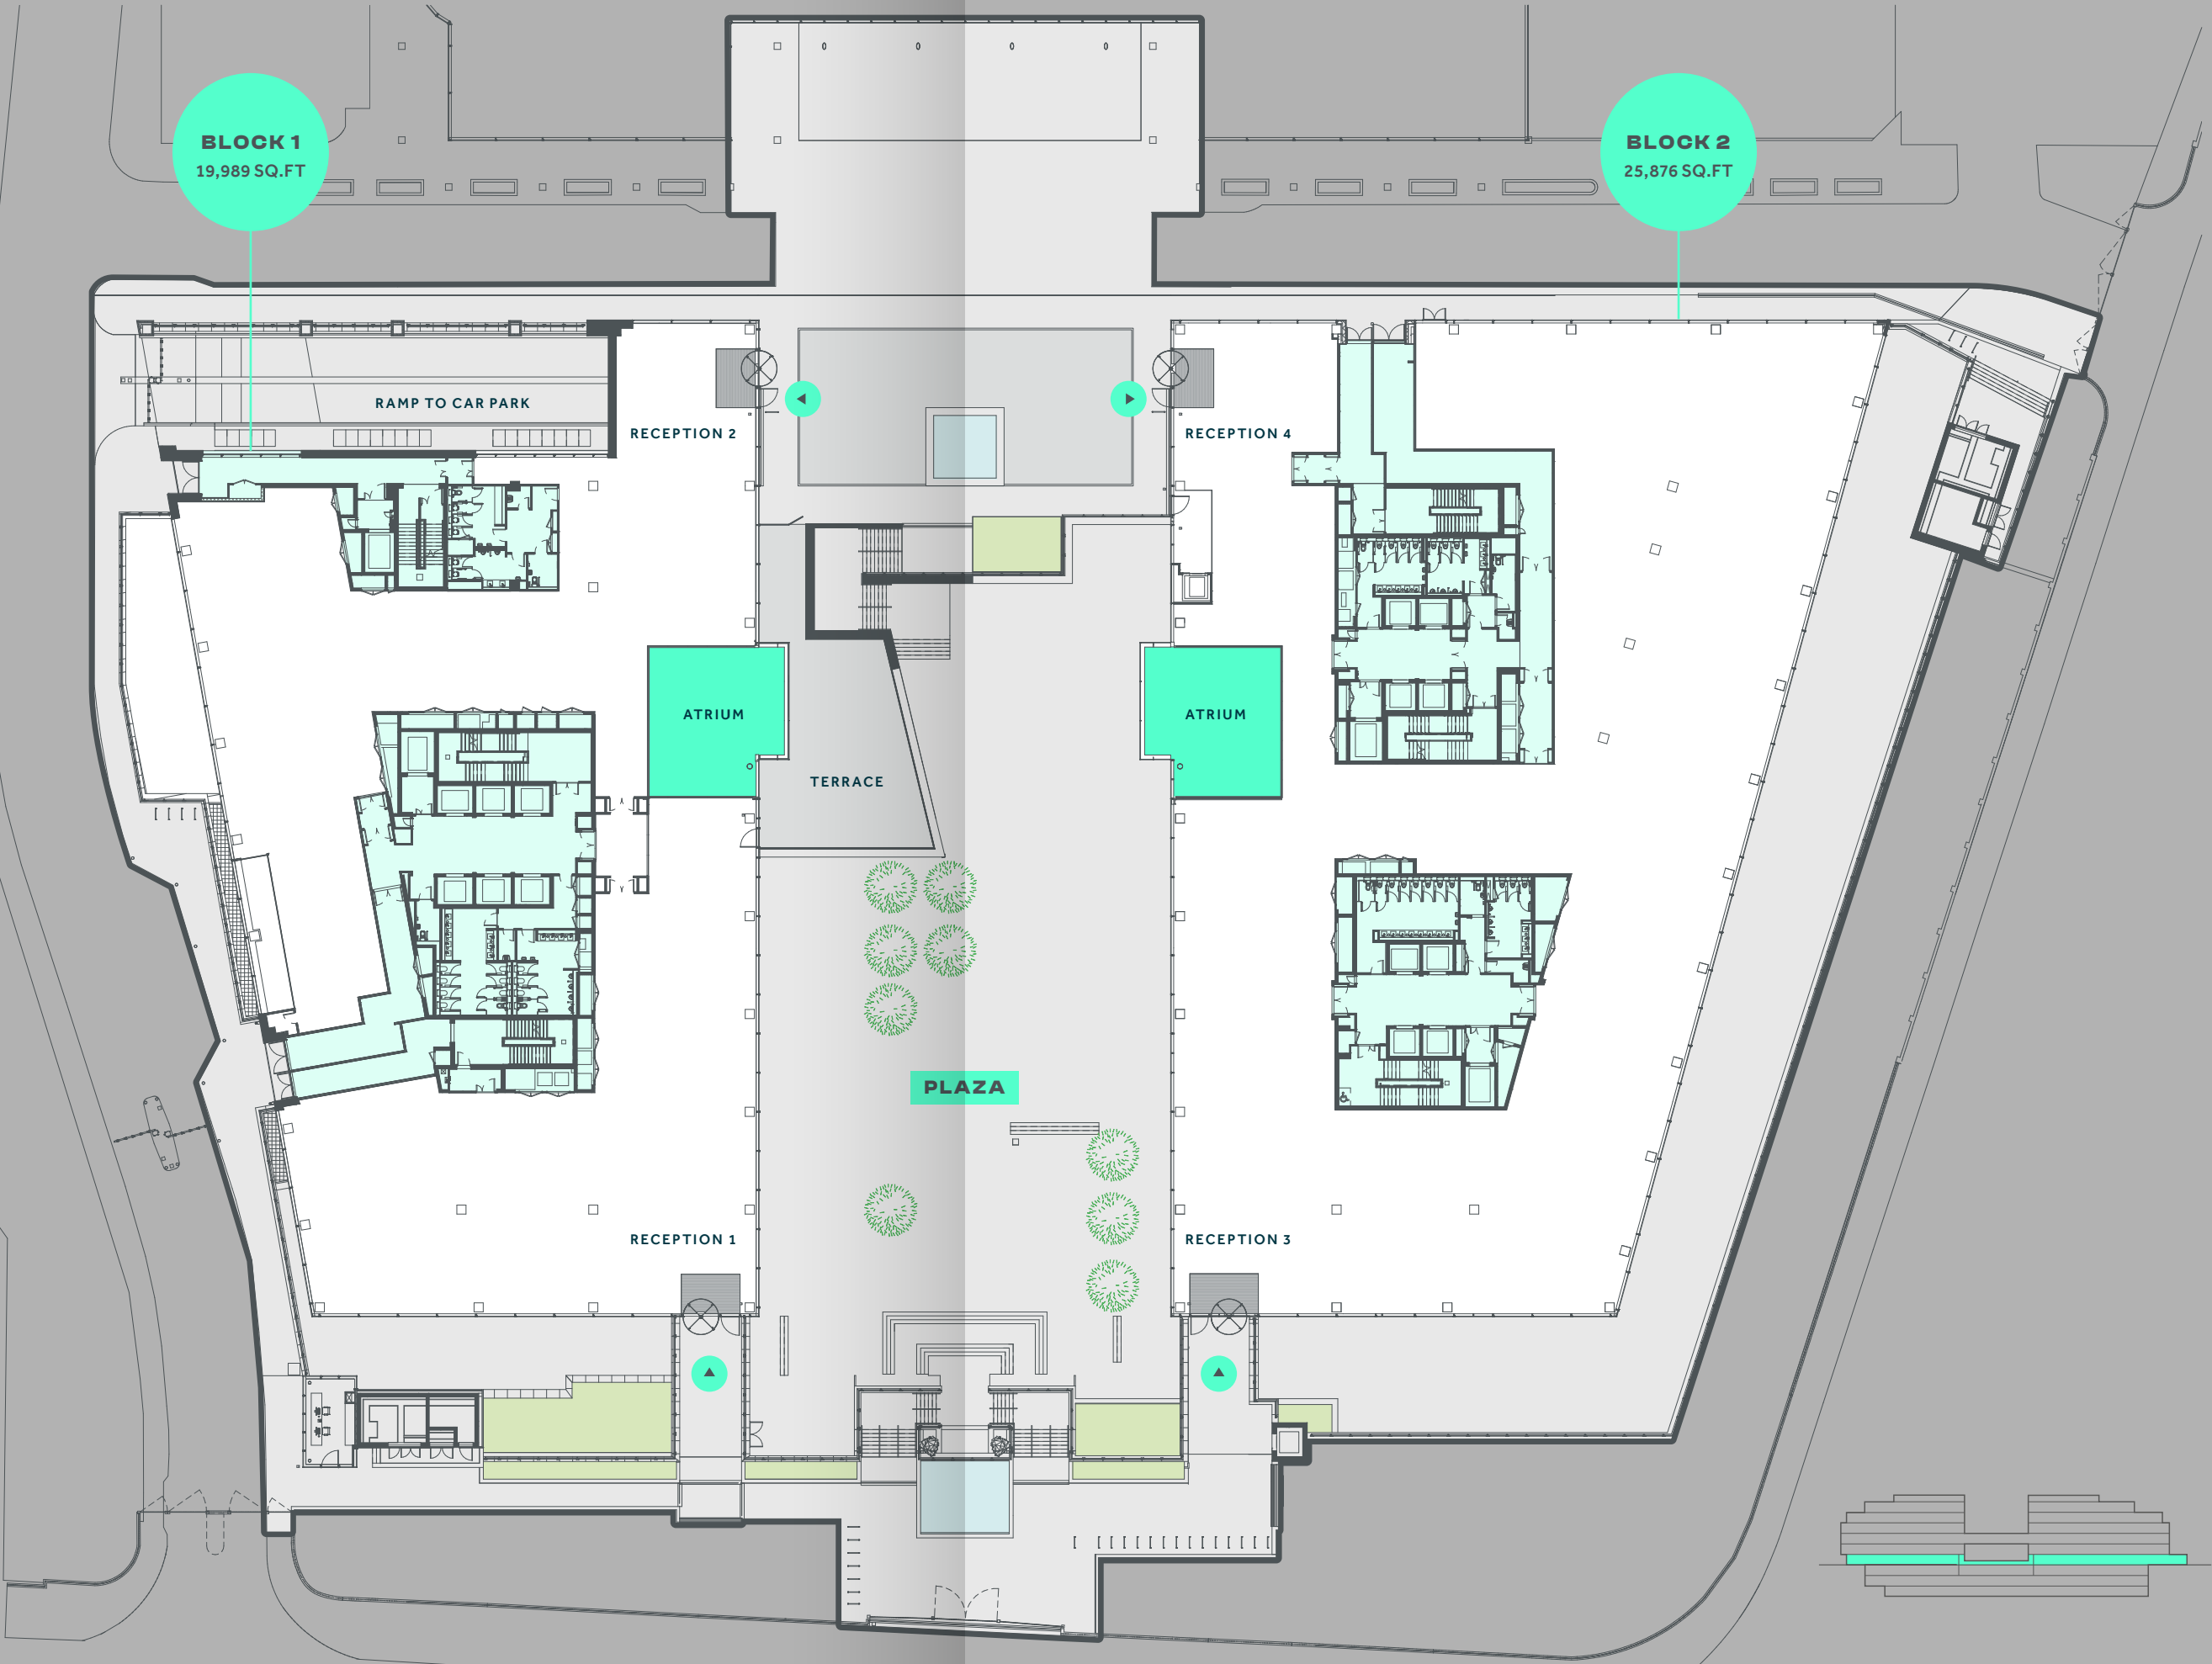 BLOCK 1
19,989 SQ.FT
BLOCK 2
25,876 SQ.FT
RAMP TO CAR PARK
RECEPTION 2
RECEPTION 4
ATRIUM
ATRIUM
TERRACE
PLAZA
RECEPTION 1
RECEPTION 3